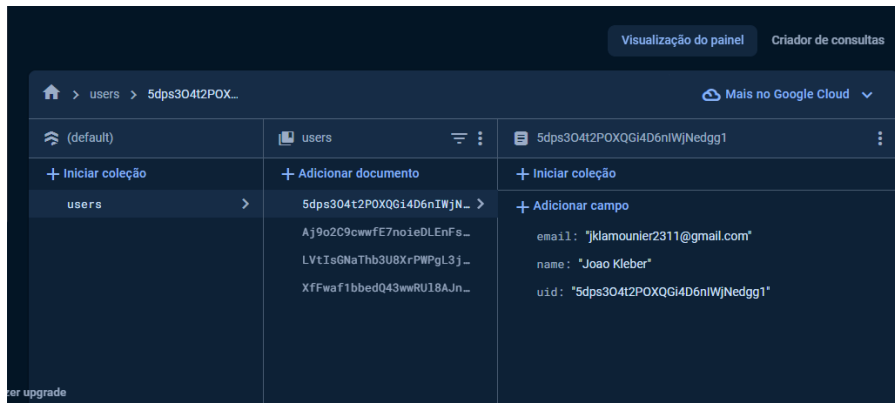 Visualização do painel Criador de consultas
users > 5dps3O4t2POX...
Mais no Google Cloud
(default)
users
5dps3O4t2POXQGi4D6nIWjNedgg1
+ Iniciar coleção
+ Adicionar documento
+ Iniciar coleção
users
5dps3O4t2POXQGi4D6nIWjN…
Aj9o2C9cwwfE7noieDLEnFs…
LVtIsGNaThb3U8XrPWPgL3j…
XfFwaf1bbedQ43wwRUl8AJn…
+ Adicionar campo
email: "jklamounier2311@gmail.com"
name: "Joao Kleber"
uid: "5dps3O4t2POXQGi4D6nIWjNedgg1"
zer upgrade